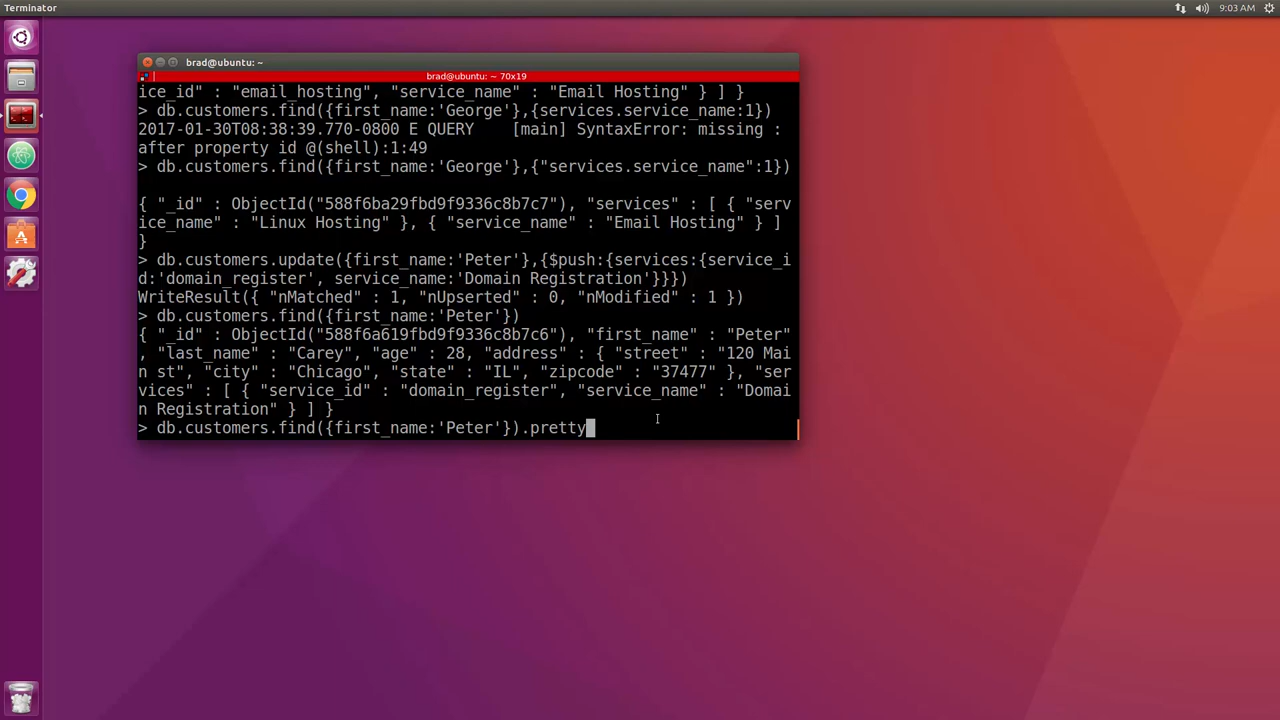 Terminator
9:03 AM
brad@ubuntu: ~
brad@ubuntu: ~ 70x19
ice_id" : "email_hosting", "service_name" : "Email Hosting" } ] }
> db.customers.find({first_name:'George'},{services.service_name:1})
2017-01-30T08:38:39.770-0800 E QUERY    [main] SyntaxError: missing :
after property id @(shell):1:49
> db.customers.find({first_name:'George'},{"services.service_name":1})
{ "_id" : ObjectId("588f6ba29fbd9f9336c8b7c7"), "services" : [ { "serv
ice_name" : "Linux Hosting" }, { "service_name" : "Email Hosting" } ]
}
> db.customers.update({first_name:'Peter'},{$push:{services:{service_i
d:'domain_register', service_name:'Domain Registration'}}})
WriteResult({ "nMatched" : 1, "nUpserted" : 0, "nModified" : 1 })
> db.customers.find({first_name:'Peter'})
{ "_id" : ObjectId("588f6a619fbd9f9336c8b7c6"), "first_name" : "Peter"
, "last_name" : "Carey", "age" : 28, "address" : { "street" : "120 Mai
n st", "city" : "Chicago", "state" : "IL", "zipcode" : "37477" }, "ser
vices" : [ { "service_id" : "domain_register", "service_name" : "Domai
n Registration" } ] }
> db.customers.find({first_name:'Peter'}).pretty